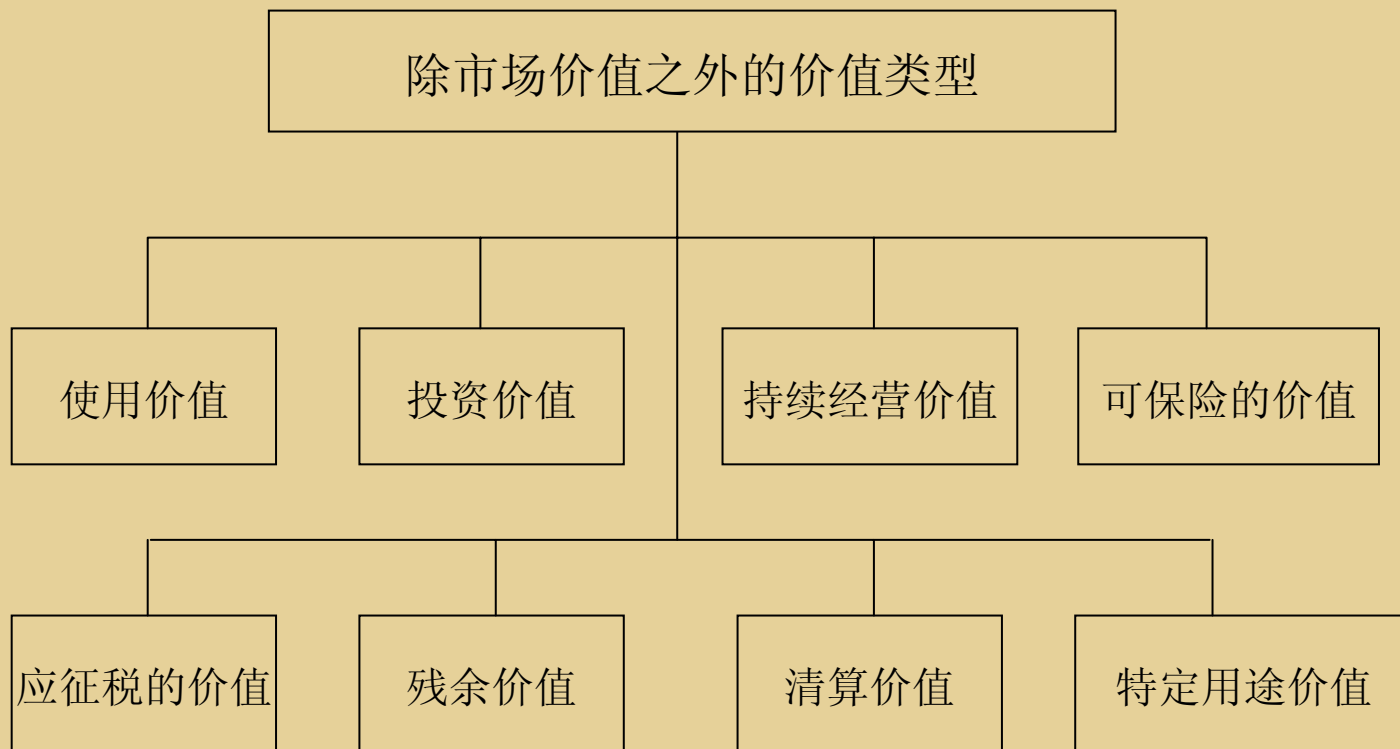 除市场价值之外的价值类型
使用价值
投资价值
持续经营价值
可保险的价值
应征税的价值
残余价值
清算价值
特定用途价值